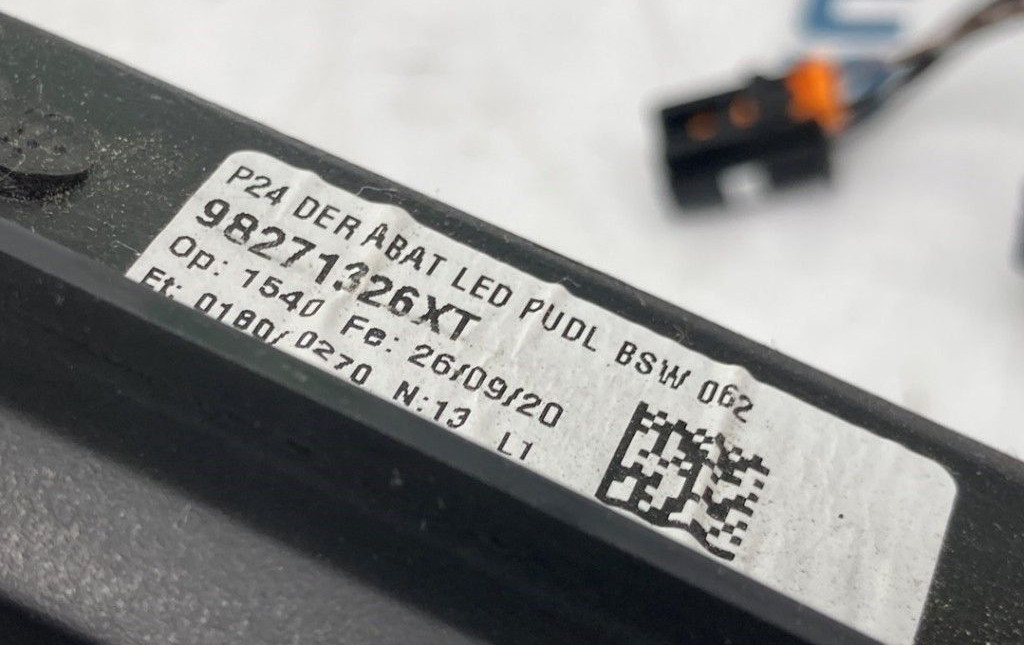 P24 DER ABAT LED PUDL BSW 062
98271326XT
Op: 1540 Fe: 26/09/20
Et: 0180/0270 N:13 L1